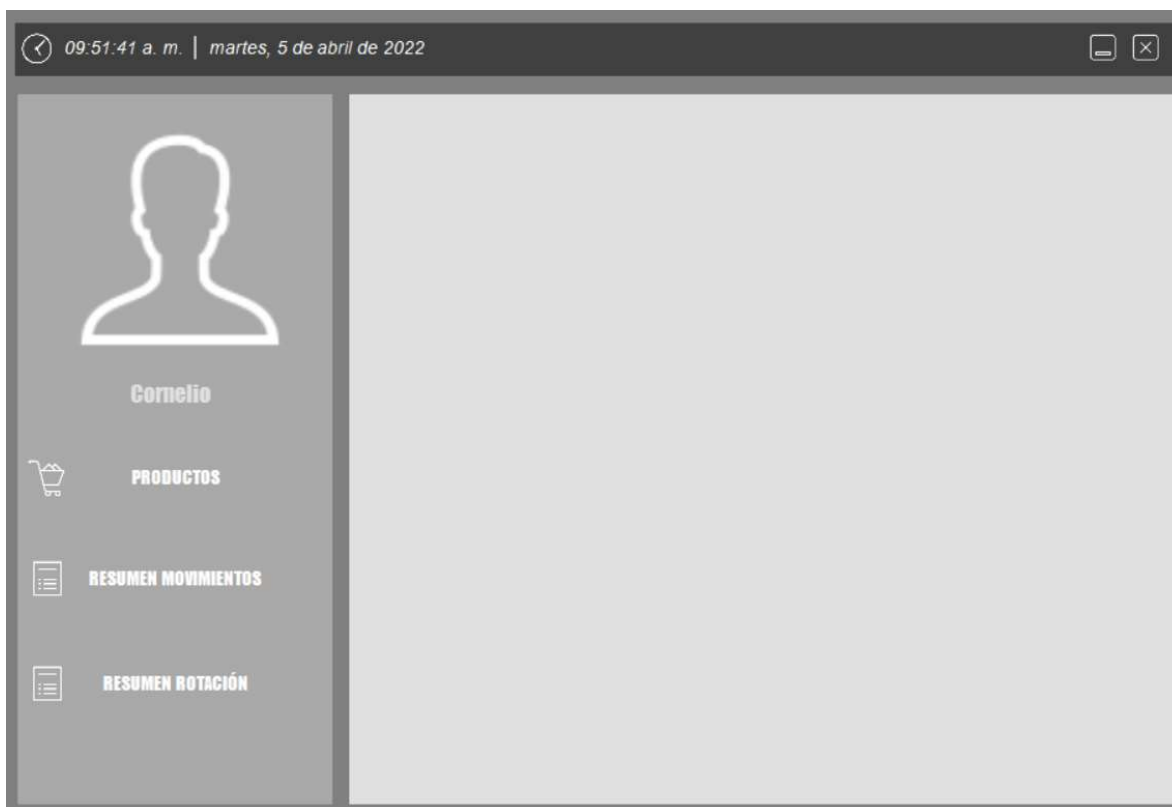 09:51:41 a. m. | martes, 5 de abril de 2022
Cornelio
PRODUCTOS
RESUMEN MOVIMIENTOS
RESUMEN ROTACIÓN